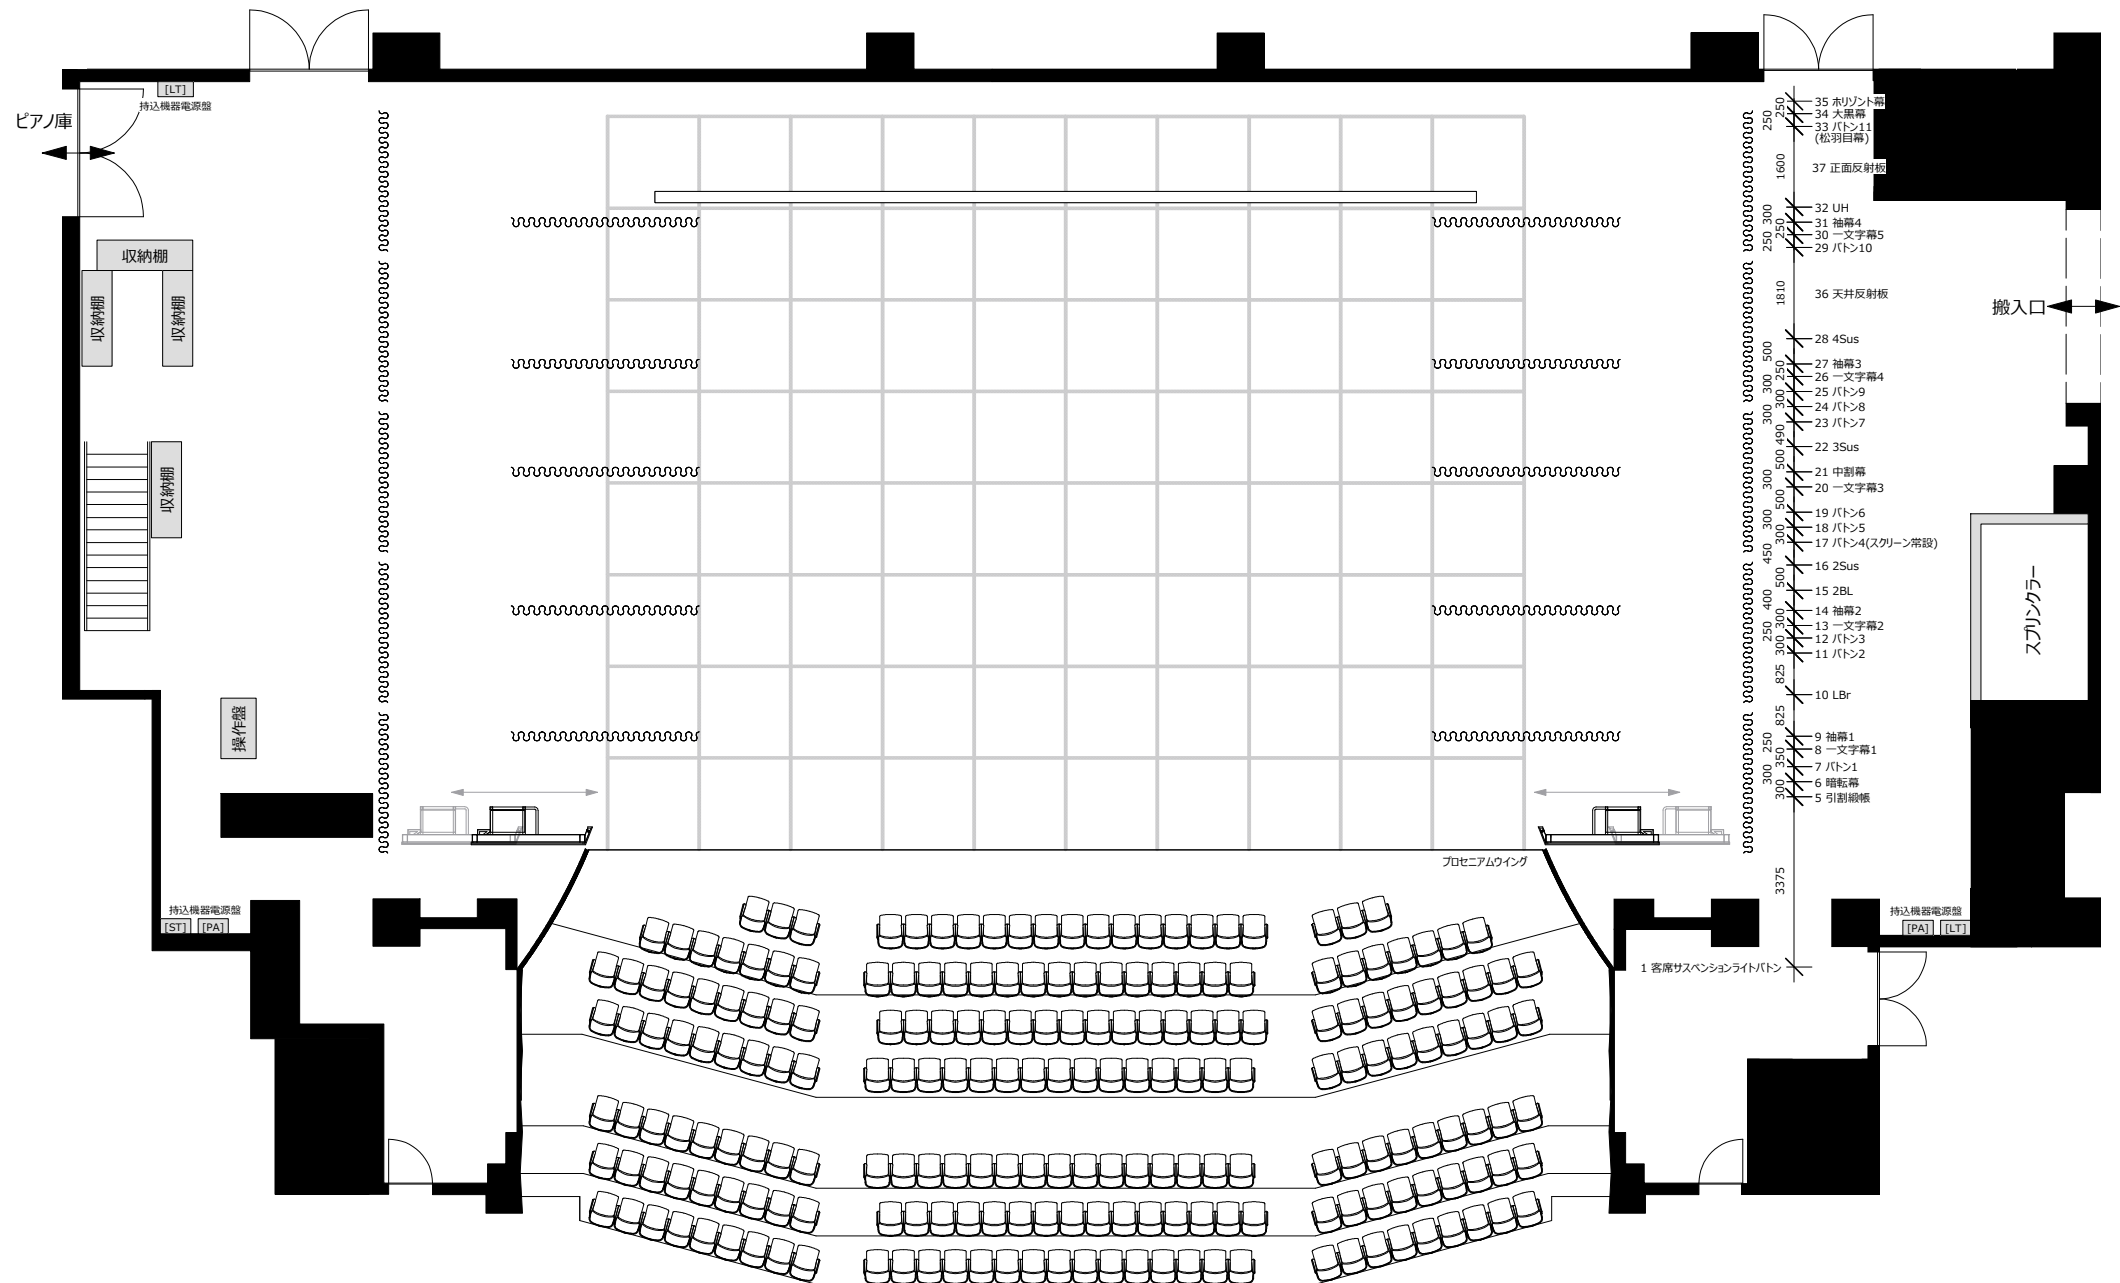 ピアノ庫
[LT]
持込機器電源盤
収納棚
収納棚
収納棚
収納棚
操作盤
持込機器電源盤
[ST]
[PA]
プロセニアムウイング
35 ホリゾント幕
34 大黒幕
33 バトン11
(松羽目幕)
37 正面反射板
32 UH
31 袖幕4
30 一文字幕5
29 バトン10
36 天井反射板
28 4Sus
27 袖幕3
26 一文字幕4
25 バトン9
24 バトン8
23 バトン7
22 3Sus
21 中割幕
20 一文字幕3
19 バトン6
18 バトン5
17 バトン4(スクリーン常設)
16 2Sus
15 2BL
14 袖幕2
13 一文字幕2
12 バトン3
11 バトン2
10 LBr
9 袖幕1
8 一文字幕1
7 バトン1
6 暗転幕
5 引割緞帳
1 客席サスペンションライトバトン
250
250
1600
300
250
250
1810
500
250
300
300
300
490
500
300
500
300
300
450
500
400
300
250
300
825
825
250
350
300
300
3375
搬入口
スプリンクラー
持込機器電源盤
[PA]
[LT]